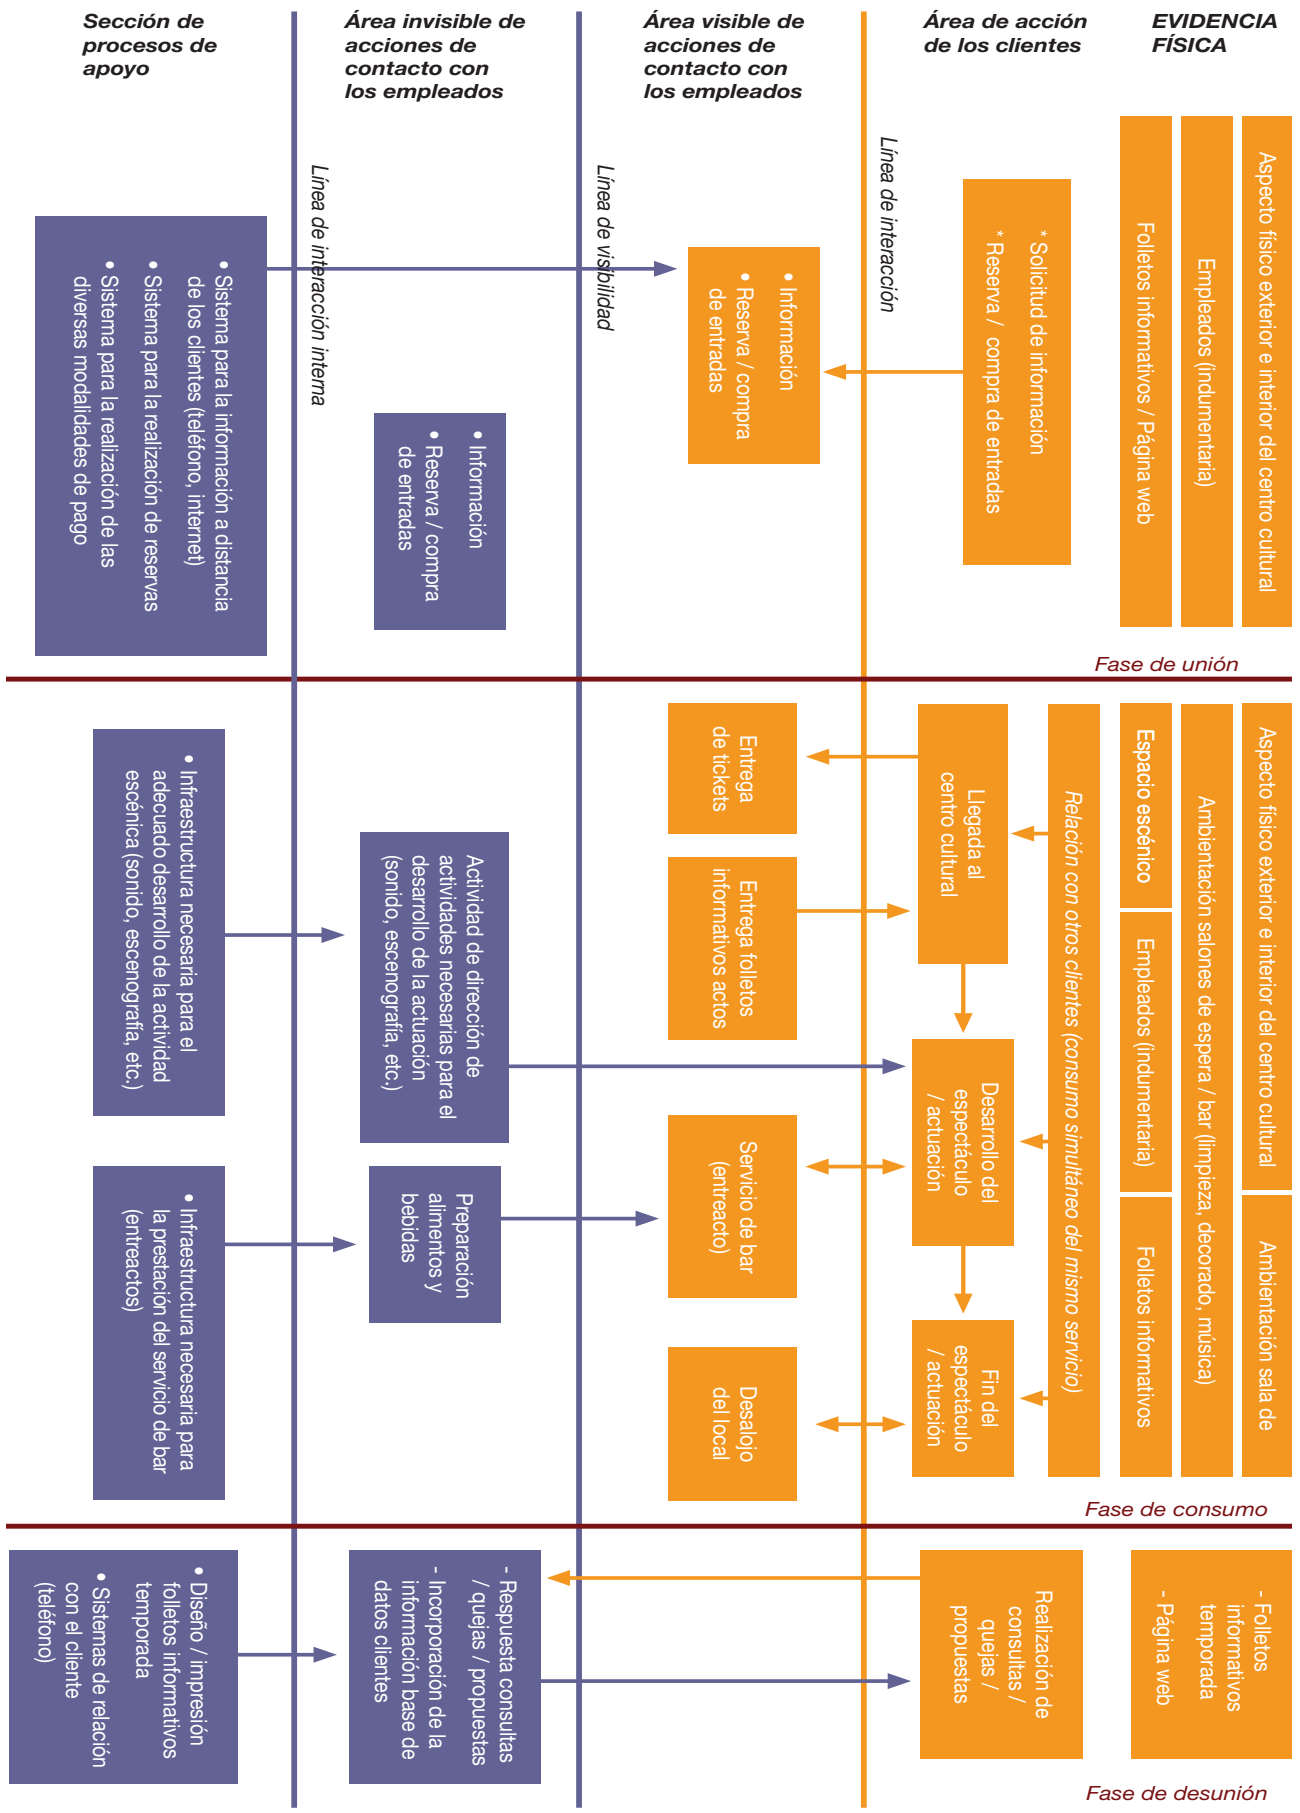 Sección de
procesos de
apoyo
Área invisible de
acciones de
contacto con
los empleados
Área visible de
acciones de
contacto con
los empleados
Área de acción
de los clientes
EVIDENCIA
FÍSICA
Línea de interacción interna
Línea de visibilidad
Línea de interacción
Aspecto físico exterior e interior del centro cultural
Empleados (indumentaria)
Folletos informativos / Página web
* Solicitud de información
* Reserva / compra de entradas
• Información
• Reserva / compra
de entradas
• Información
• Reserva / compra
de entradas
• Sistema para la información a distancia
de los clientes (teléfono, internet)
• Sistema para la realización de reservas
• Sistema para la realización de las
diversas modalidades de pago
Fase de unión
Aspecto físico exterior e interior del centro cultural
Ambientación sala de
Ambientación salones de espera / bar (limpieza, decorado, música)
Espacio escénico
Empleados (indumentaria)
Folletos informativos
Relación con otros clientes (consumo simultáneo del mismo servicio)
Llegada al
centro cultural
Desarrollo del
espectáculo
/ actuación
Fin del
espectáculo
/ actuación
Entrega
de tickets
Entrega folletos
informativos actos
Servicio de bar
(entreacto)
Desalojo
del local
Actividad de dirección de
actividades necesarias para el
desarrollo de la actuación
(sonido, escenografía, etc.)
Preparación
alimentos y
bebidas
• Infraestructura necesaria para el
adecuado desarrollo de la actividad
escénica (sonido, escenografía, etc.)
• Infraestructura necesaria para
la prestación del servicio de bar
(entreactos)
Fase de consumo
- Folletos
informativos
temporada
- Página web
Realización de
consultas /
quejas /
propuestas
- Respuesta consultas
/ quejas / propuestas
- Incorporación de la
información base de
datos clientes
• Diseño / impresión
folletos informativos
temporada
• Sistemas de relación
con el cliente
(teléfono)
Fase de desunión